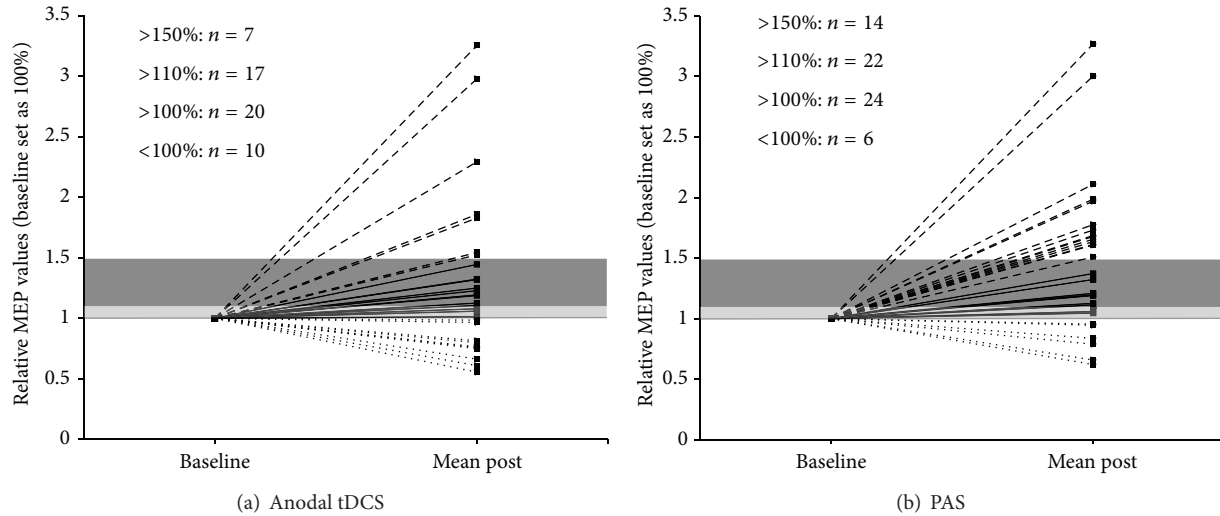 Relative MEP values (baseline set as 100%)
3.5
3
2.5
2
1.5
1
0.5
0
>150%: n = 7
>110%: n = 17
>100%: n = 20
<100%: n = 10
Baseline
Mean post
(a) Anodal tDCS
Relative MEP values (baseline set as 100%)
3.5
3
2.5
2
1.5
1
0.5
0
>150%: n = 14
>110%: n = 22
>100%: n = 24
<100%: n = 6
Baseline
Mean post
(b) PAS